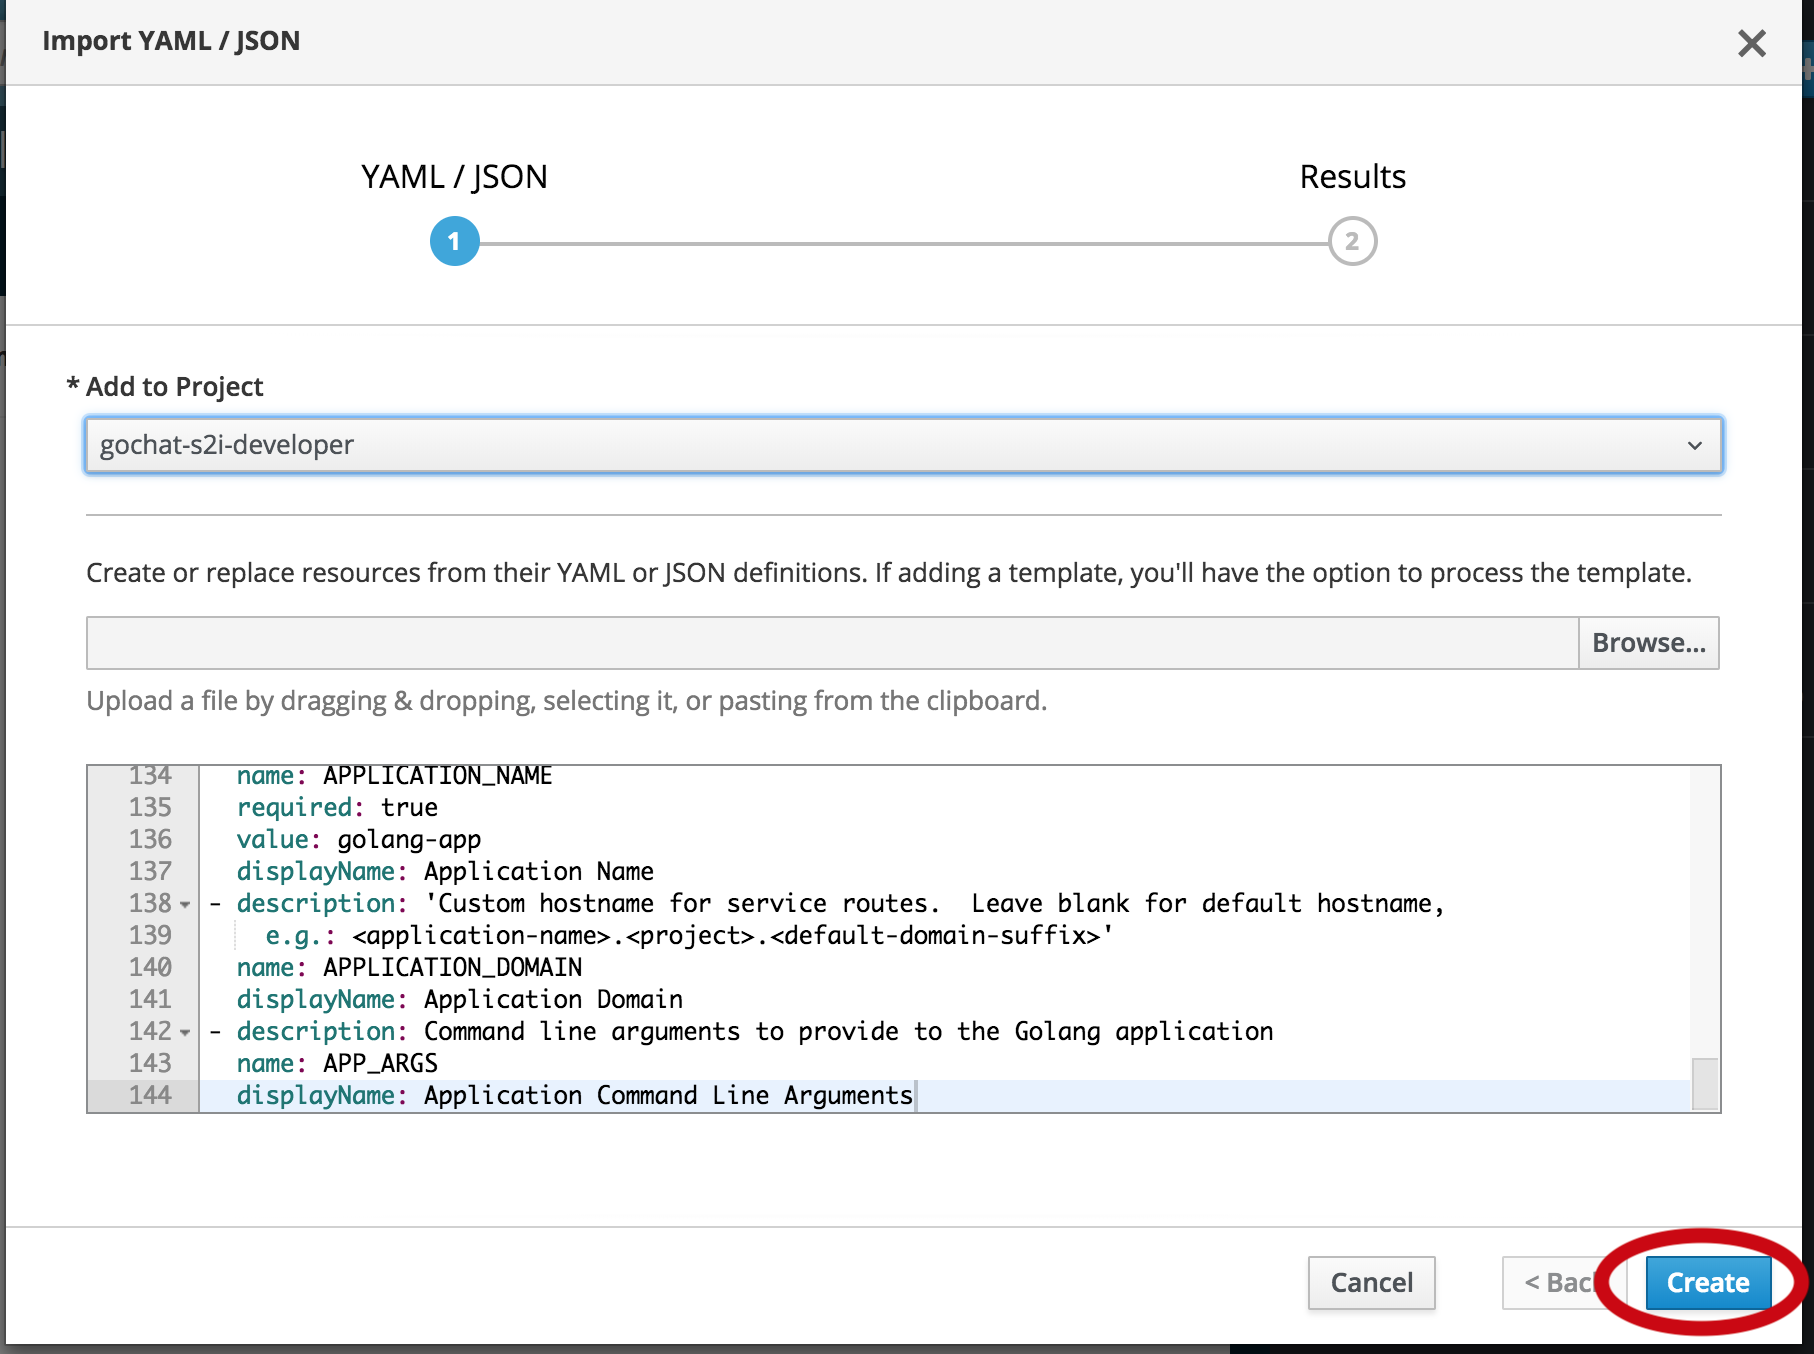 Import YAML / JSON
YAML / JSON
Results
1
2
* Add to Project
gochat-s2i-developer
Create or replace resources from their YAML or JSON definitions. If adding a template, you'll have the option to process the template.
Browse...
Upload a file by dragging & dropping, selecting it, or pasting from the clipboard.
134 name: APPLICATION_NAME
135 required: true
136 value: golang-app
137 displayName: Application Name
138 - description: 'Custom hostname for service routes.  Leave blank for default hostname,
139 e.g.: <application-name>.<project>.<default-domain-suffix>'
140 name: APPLICATION_DOMAIN
141 displayName: Application Domain
142 - description: Command line arguments to provide to the Golang application
143 name: APP_ARGS
144 displayName: Application Command Line Arguments
Cancel
< Back
Create